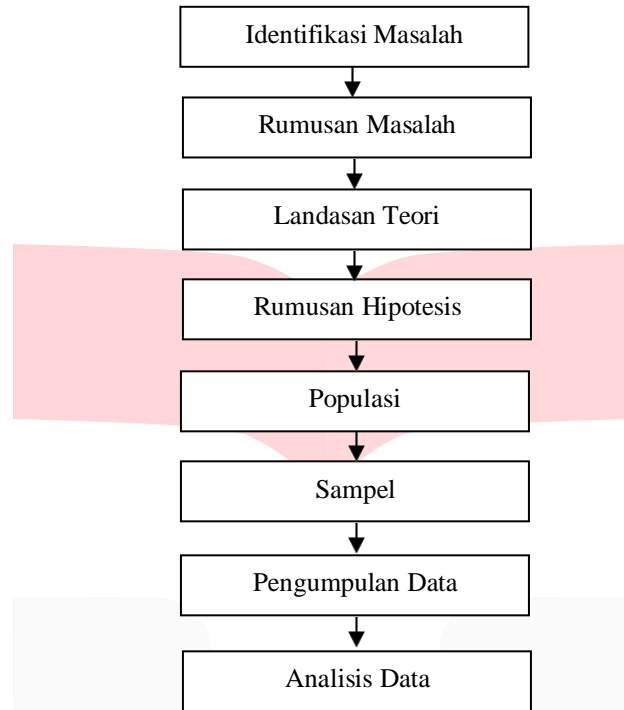 Identifikasi Masalah
Rumusan Masalah
Landasan Teori
Rumusan Hipotesis
Populasi
Sampel
Pengumpulan Data
Analisis Data